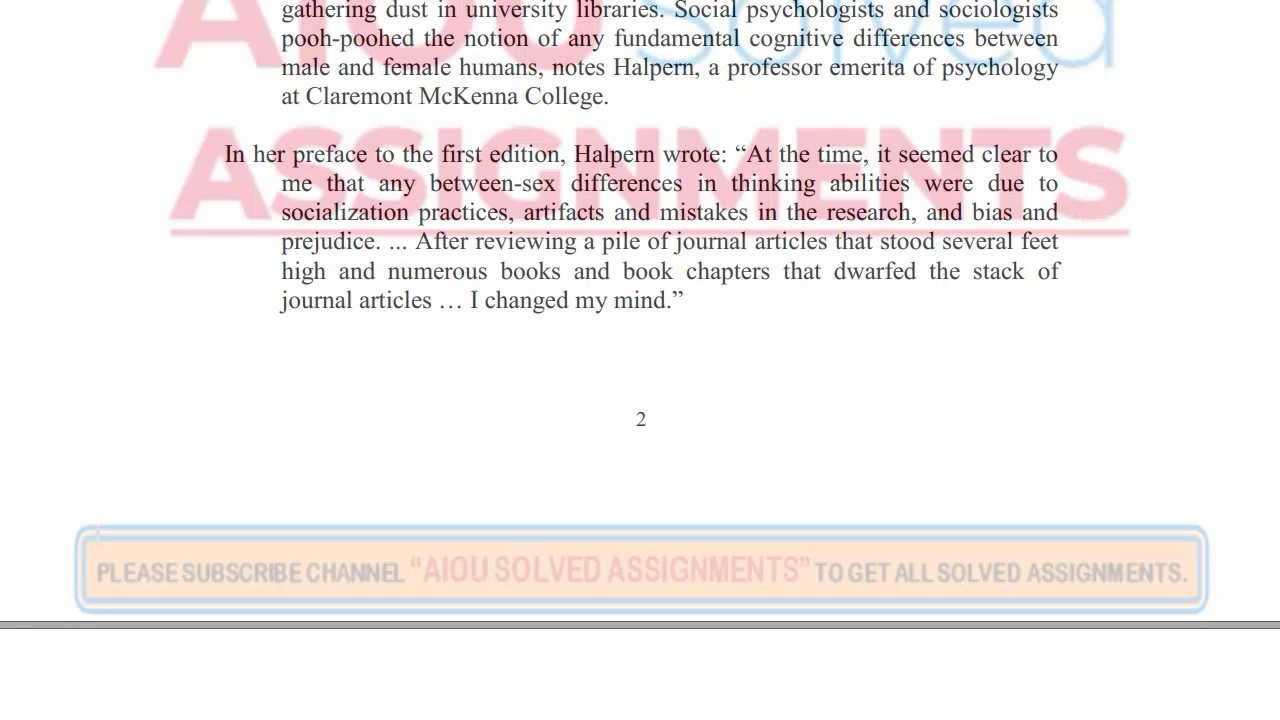 gathering dust in university libraries. Social psychologists and sociologists
pooh-poohed the notion of any fundamental cognitive differences between
male and female humans, notes Halpern, a professor emerita of psychology
at Claremont McKenna College.
AIOU Solved
ASSIGNMENTS
In her preface to the first edition, Halpern wrote: “At the time, it seemed clear to
me that any between-sex differences in thinking abilities were due to
socialization practices, artifacts and mistakes in the research, and bias and
prejudice. ... After reviewing a pile of journal articles that stood several feet
high and numerous books and book chapters that dwarfed the stack of
journal articles … I changed my mind.”
2
PLEASE SUBSCRIBE CHANNEL “AIOU SOLVED ASSIGNMENTS” TO GET ALL SOLVED ASSIGNMENTS.